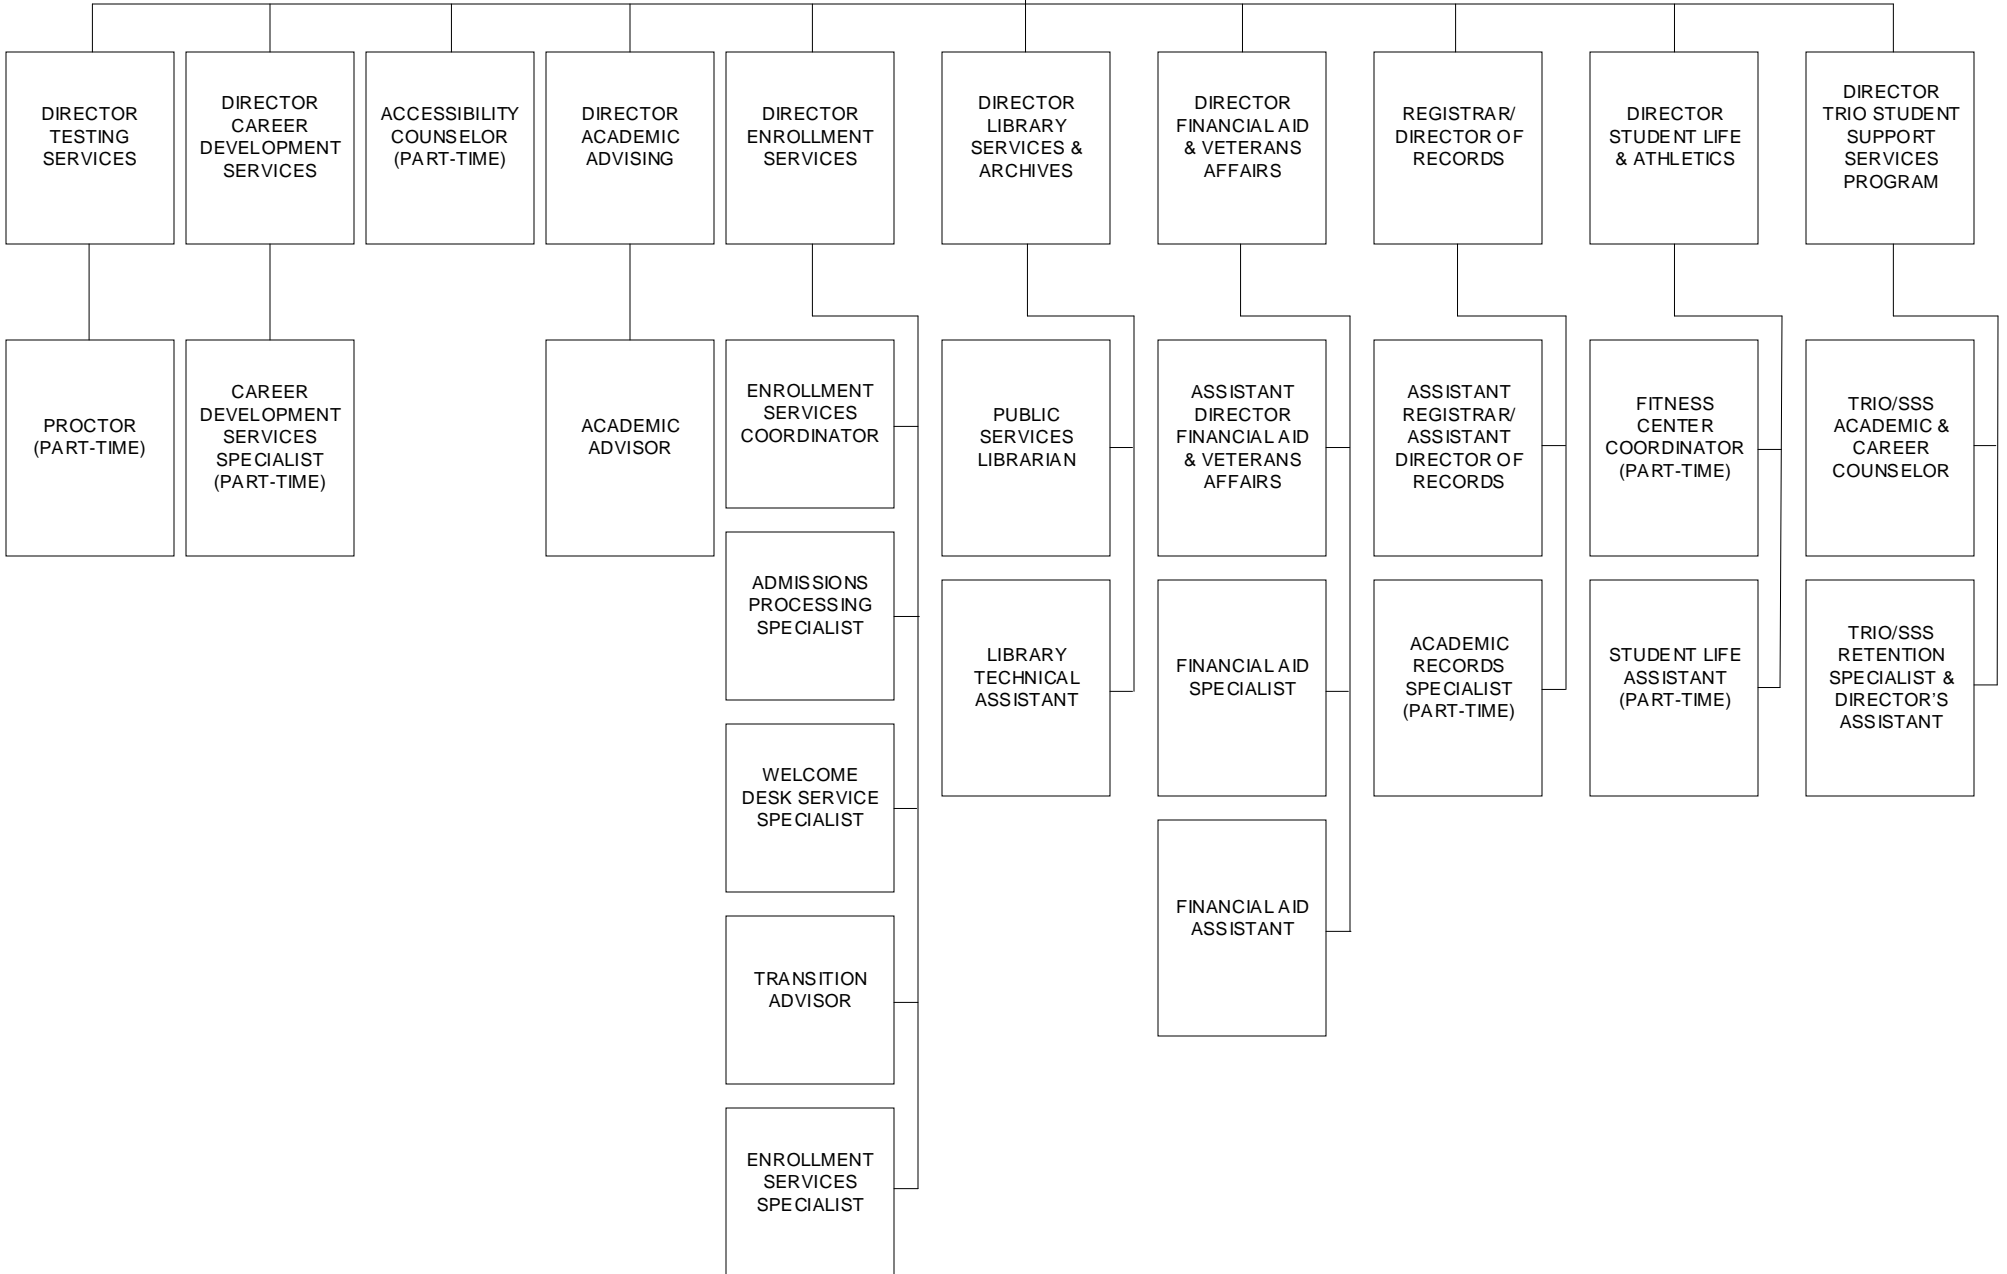 DIRECTOR
TESTING
SERVICES
DIRECTOR
CAREER
DEVELOPMENT
SERVICES
ACCESSIBILITY
COUNSELOR
(PART-TIME)
DIRECTOR
ACADEMIC
ADVISING
DIRECTOR
ENROLLMENT
SERVICES
DIRECTOR
LIBRARY
SERVICES &
ARCHIVES
DIRECTOR
FINANCIAL AID
& VETERANS
AFFAIRS
REGISTRAR/
DIRECTOR OF
RECORDS
DIRECTOR
STUDENT LIFE
& ATHLETICS
DIRECTOR
TRIO STUDENT
SUPPORT
SERVICES
PROGRAM
PROCTOR
(PART-TIME)
CAREER
DEVELOPMENT
SERVICES
SPECIALIST
(PART-TIME)
ACADEMIC
ADVISOR
ENROLLMENT
SERVICES
COORDINATOR
PUBLIC
SERVICES
LIBRARIAN
ASSISTANT
DIRECTOR
FINANCIAL AID
& VETERANS
AFFAIRS
ASSISTANT
REGISTRAR/
ASSISTANT
DIRECTOR OF
RECORDS
FITNESS
CENTER
COORDINATOR
(PART-TIME)
TRIO/SSS
ACADEMIC &
CAREER
COUNSELOR
ADMISSIONS
PROCESSING
SPECIALIST
LIBRARY
TECHNICAL
ASSISTANT
FINANCIAL AID
SPECIALIST
ACADEMIC
RECORDS
SPECIALIST
(PART-TIME)
STUDENT LIFE
ASSISTANT
(PART-TIME)
TRIO/SSS
RETENTION
SPECIALIST &
DIRECTOR'S
ASSISTANT
WELCOME
DESK SERVICE
SPECIALIST
FINANCIAL AID
ASSISTANT
TRANSITION
ADVISOR
ENROLLMENT
SERVICES
SPECIALIST